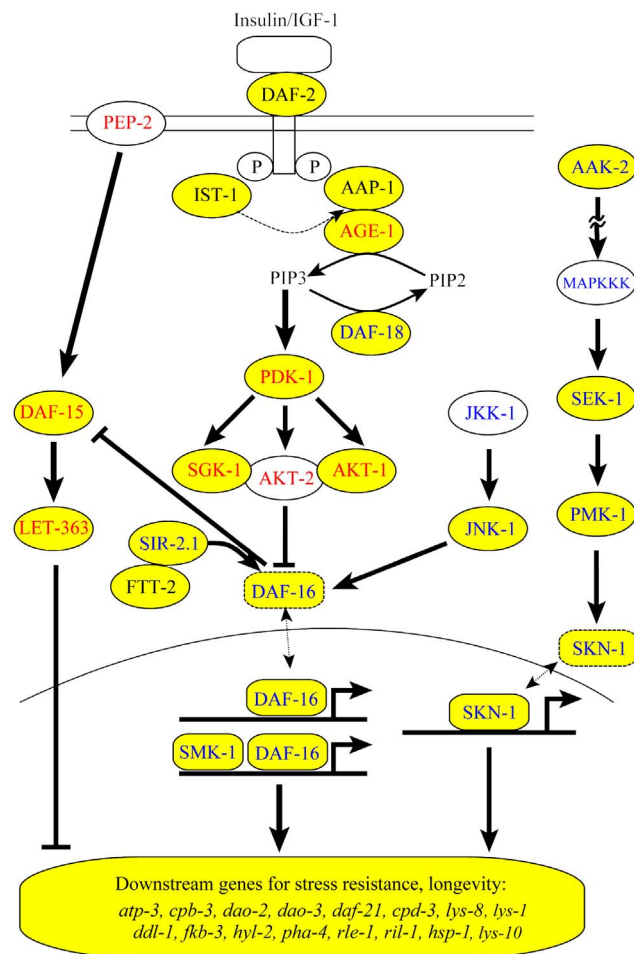 Insulin/IGF-1
DAF-2
PEP-2
P P
IST-1
AAP-1
AAK-2
AGE-1
PIP3
PIP2
MAPKKK
DAF-18
PDK-1
SEK-1
DAF-15
JKK-1
SGK-1
AKT-2
AKT-1
LET-363
PMK-1
SIR-2.1
JNK-1
FTT-2
DAF-16
SKN-1
DAF-16
SKN-1
SMK-1 DAF-16
Downstream genes for stress resistance, longevity:
atp-3, cpb-3, dao-2, dao-3, daf-21, cpd-3, lys-8, lys-1
ddl-1, fkb-3, hyl-2, pha-4, rle-1, ril-1, hsp-1, lys-10